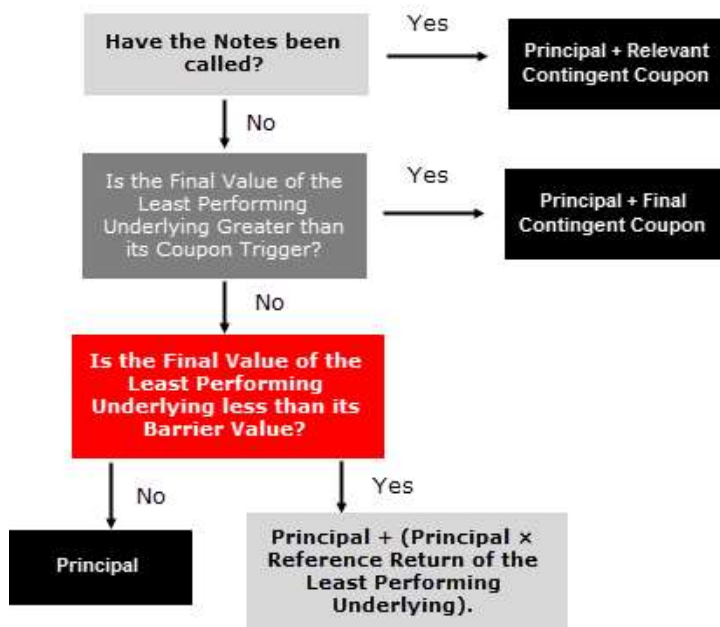 Have the Notes been
called?
Yes
Principal + Relevant
Contingent Coupon
No
Is the Final Value of the
Least Performing
Underlying Greater than
its Coupon Trigger?
Yes
Principal + Final
Contingent Coupon
No
Is the Final Value of the
Least Performing
Underlying less than its
Barrier Value?
No
Yes
Principal
Principal + (Principal ×
Reference Return of the
Least Performing
Underlying).